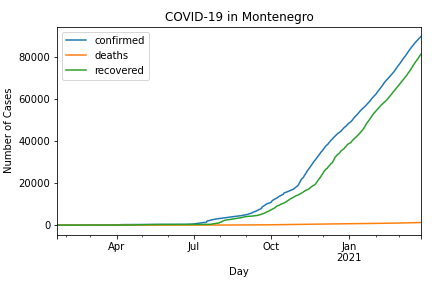 COVID-19 in Montenegro
confirmed
deaths
recovered
Number of Cases
80000
60000
40000
20000
0
Apr
Jul
Oct
Jan
2021
Day